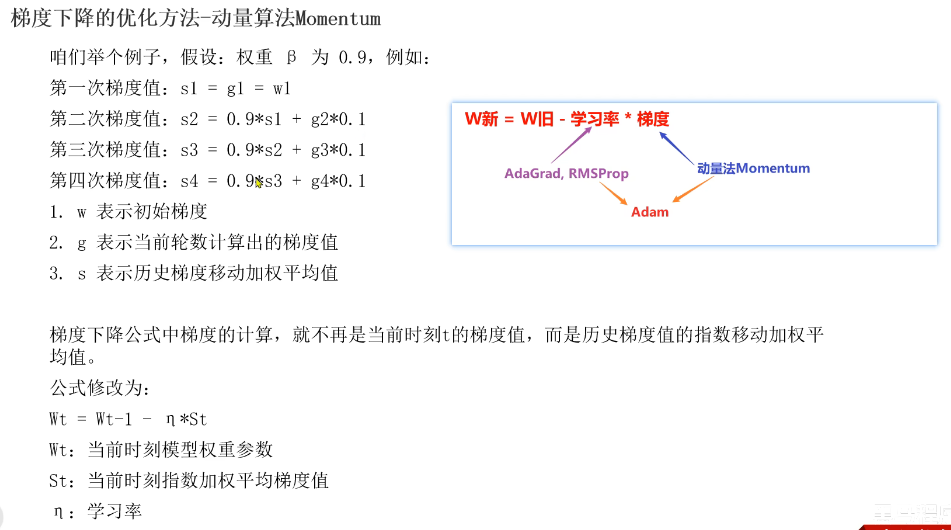 梯度下降的优化方法-动量算法Momentum
咱们举个例子，假设：权重 β 为 0.9，例如：
第一次梯度值：s1 = g1 = w1
第二次梯度值：s2 = 0.9*s1 + g2*0.1
第三次梯度值：s3 = 0.9*s2 + g3*0.1
第四次梯度值：s4 = 0.9*s3 + g4*0.1
1. w 表示初始梯度
2. g 表示当前轮数计算出的梯度值
3. s 表示历史梯度移动加权平均值
W新 = W旧 - 学习率 * 梯度
AdaGrad, RMSProp
动量法Momentum
Adam
梯度下降公式中梯度的计算，就不再是当前时刻t的梯度值，而是历史梯度值的指数移动加权平
均值。
公式修改为：
Wt = Wt-1 - η*St
Wt：当前时刻模型权重参数
St：当前时刻指数加权平均梯度值
η：学习率